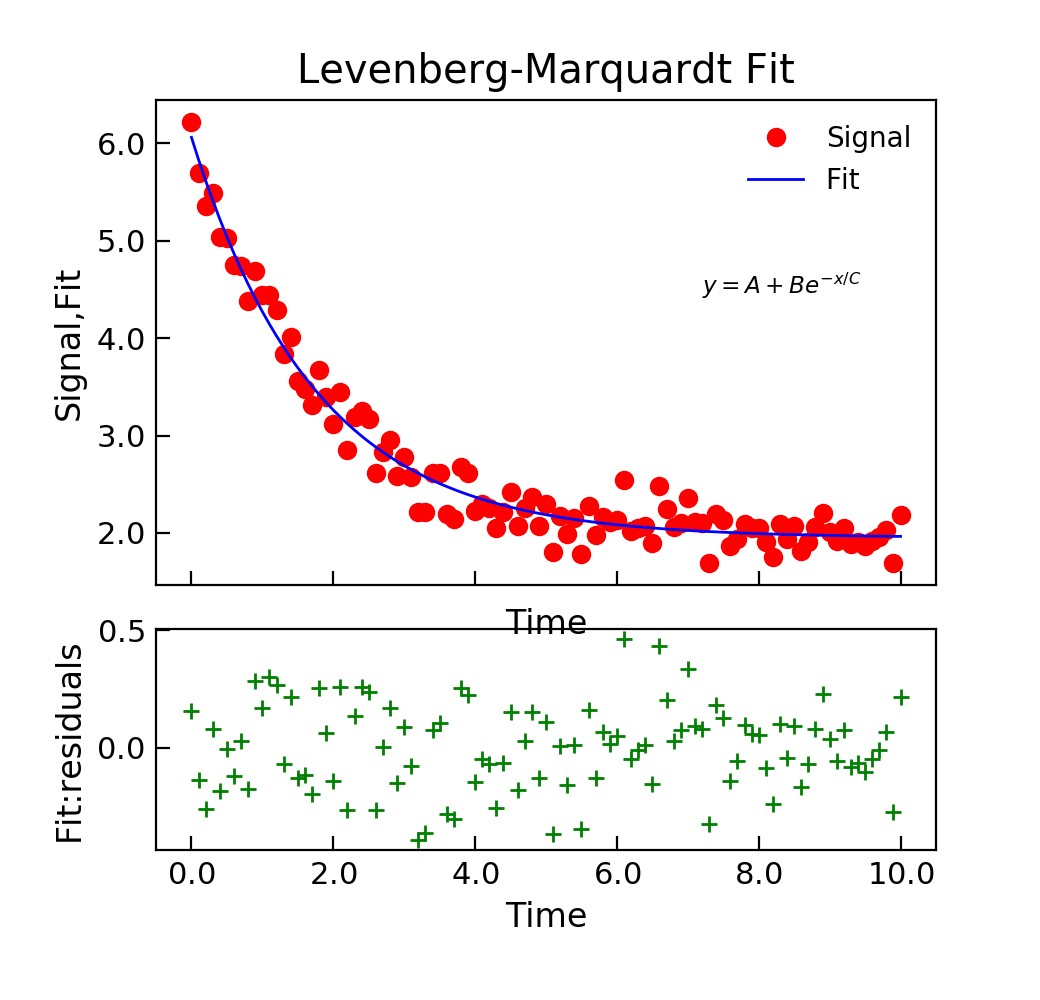 Levenberg-Marquardt Fit
6.0
5.0
4.0
3.0
2.0
Signal,Fit
Signal
Fit
y = A + Be^{-x/C}
Time
0.5
0.0
Fit:residuals
0.0 2.0 4.0 6.0 8.0 10.0
Time